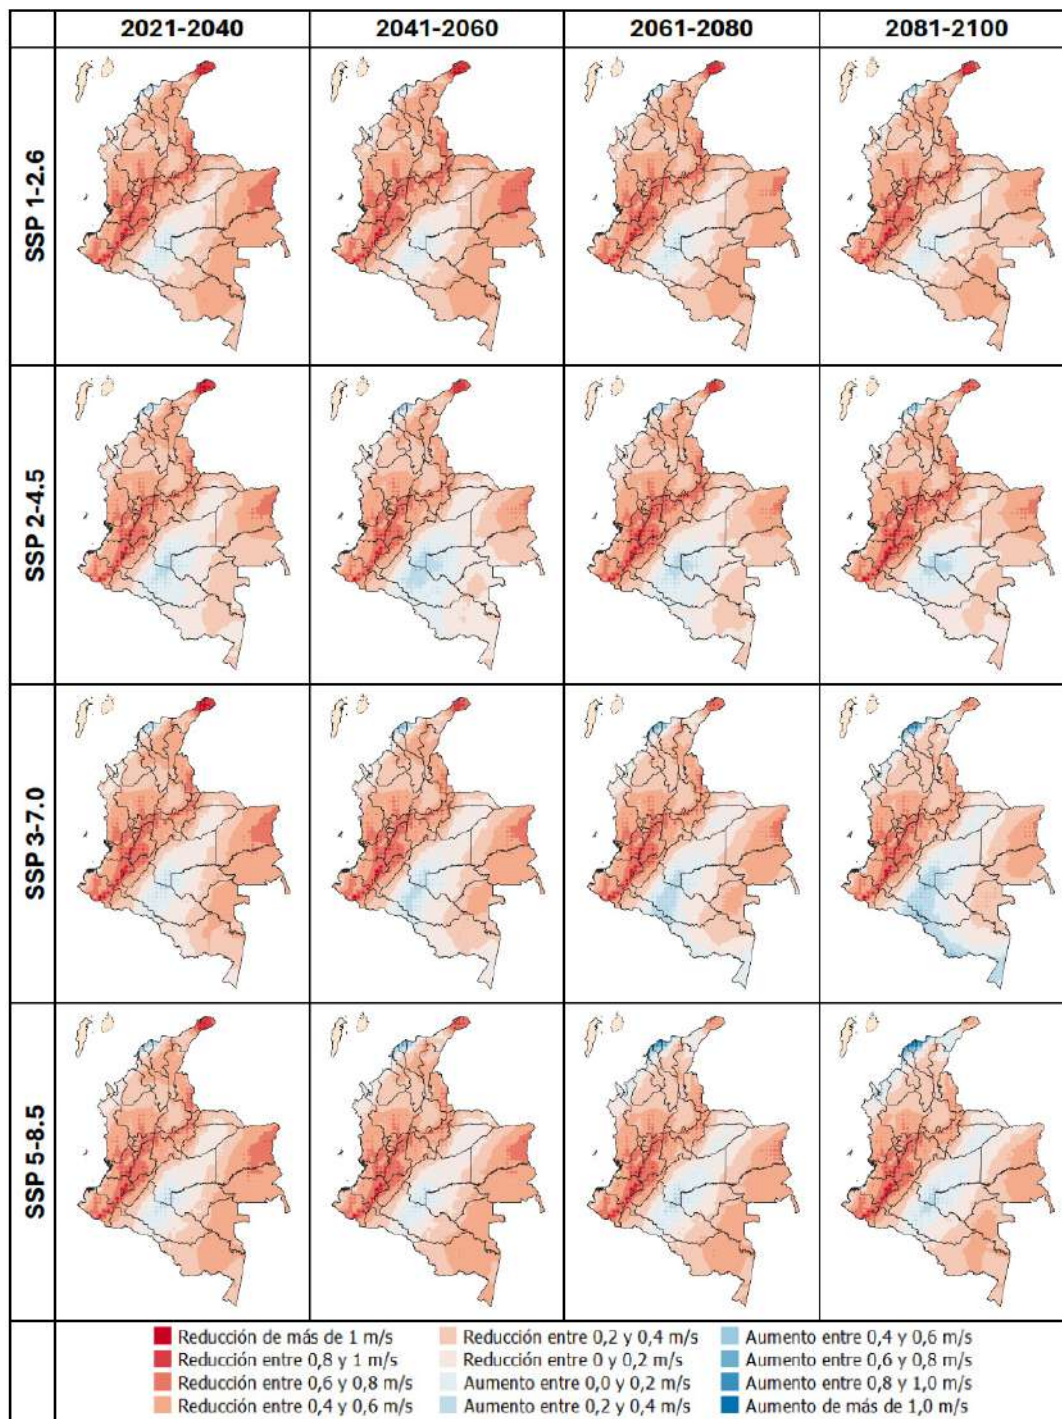 2021-2040 2041-2060 2061-2080 2081-2100
SSP 1-2.6
SSP 2-4.5
SSP 3-7.0
SSP 5-8.5
Reducción de más de 1 m/s Reducción entre 0,2 y 0,4 m/s Aumento entre 0,4 y 0,6 m/s
Reducción entre 0,8 y 1 m/s Reducción entre 0 y 0,2 m/s Aumento entre 0,6 y 0,8 m/s
Reducción entre 0,6 y 0,8 m/s Aumento entre 0,0 y 0,2 m/s Aumento entre 0,8 y 1,0 m/s
Reducción entre 0,4 y 0,6 m/s Aumento entre 0,2 y 0,4 m/s Aumento de más de 1,0 m/s